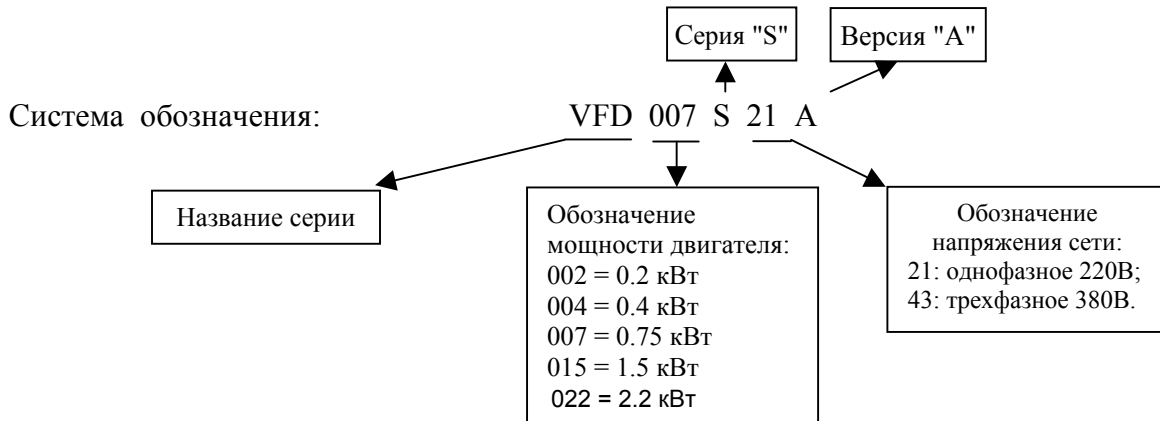 Серия "S"
Версия "A"
Система обозначения:
VFD 007 S 21 A
Название серии
Обозначение
мощности двигателя:
002 = 0.2 кВт
004 = 0.4 кВт
007 = 0.75 кВт
015 = 1.5 кВт
022 = 2.2 кВт
Обозначение
напряжения сети:
21: однофазное 220В;
43: трехфазное 380В.